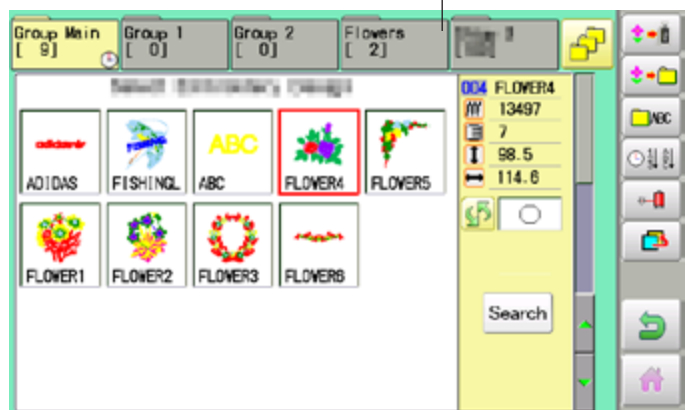 Group Main
[ 9]
Group 1
[ 0]
Group 2
[ 0]
Flowers
[ 2]
004 FLOWER4
13497
7
98.5
114.6
ADIDAS
FISHINGL
ABC
ABC
FLOWER4
FLOWER5
FLOWER1
FLOWER2
FLOWER3
FLOWER6
Search
ABC